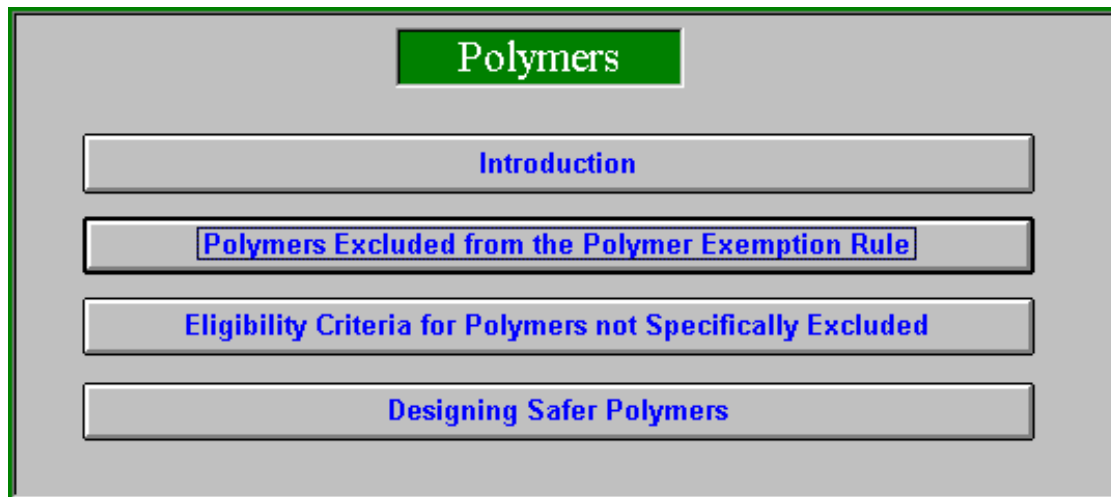 Polymers
Introduction
Polymers Excluded from the Polymer Exemption Rule
Eligibility Criteria for Polymers not Specifically Excluded
Designing Safer Polymers